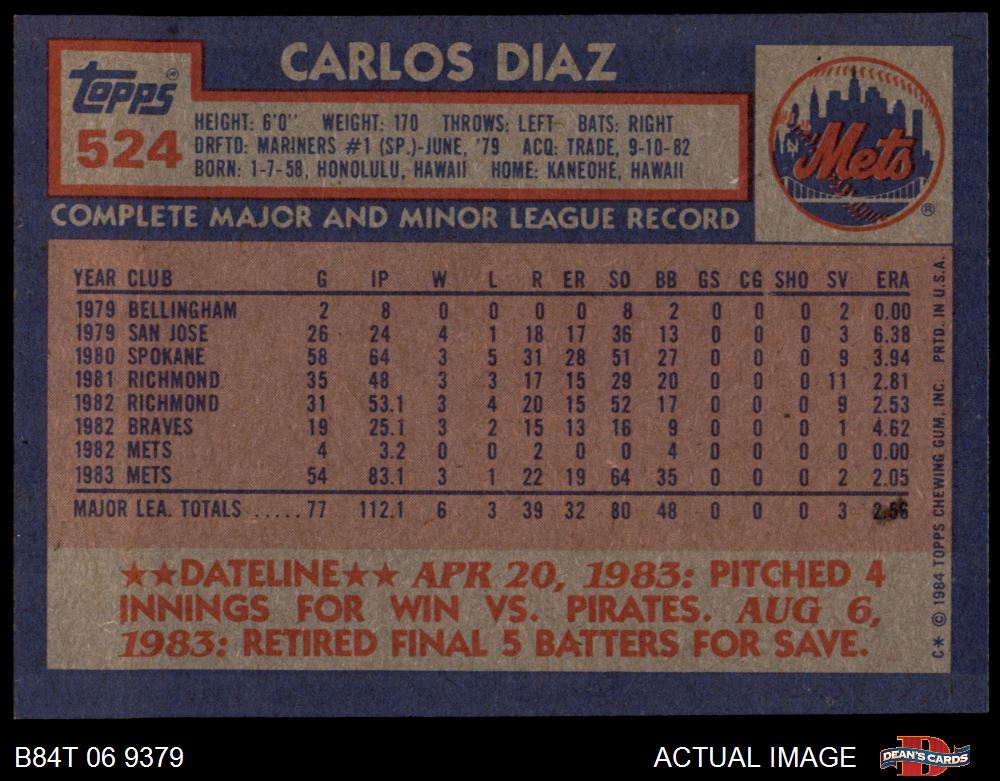 CARLOS DIAZ
Topps®
524
HEIGHT: 6'0" WEIGHT: 170 THROWS: LEFT BATS: RIGHT
DRFTD: MARINERS #1 (SP.)-JUNE, '79 ACQ: TRADE, 9-10-82
BORN: 1-7-58, HONOLULU, HAWAII HOME: KANEOHE, HAWAII
Mets
®
COMPLETE MAJOR AND MINOR LEAGUE RECORD
YEAR CLUB G IP W L R ER SO BB GS CG SHO SV ERA
1979 BELLINGHAM 2 8 0 0 0 0 8 2 0 0 0 2 0.00
1979 SAN JOSE 26 24 4 1 18 17 36 13 0 0 0 3 6.38
1980 SPOKANE 58 64 3 5 31 28 51 27 0 0 0 9 3.94
1981 RICHMOND 35 48 3 3 17 15 29 20 0 0 0 11 2.81
1982 RICHMOND 31 53.1 3 4 20 15 52 17 0 0 0 9 2.53
1982 BRAVES 19 25.1 3 2 15 13 16 9 0 0 0 1 4.62
1982 METS 4 3.2 0 0 2 0 0 4 0 0 0 0 0.00
1983 METS 54 83.1 3 1 22 19 64 35 0 0 0 2 2.05
MAJOR LEA. TOTALS .....77 112.1 6 3 39 32 80 48 0 0 0 3 2.56
★★DATELINE★★ APR 20, 1983: PITCHED 4
INNINGS FOR WIN VS. PIRATES. AUG 6,
1983: RETIRED FINAL 5 BATTERS FOR SAVE.
C* © 1984 TOPPS CHEWING GUM, INC. PRTD. IN U.S.A.
B84T 06 9379
ACTUAL IMAGE
DEAN'S CARDS